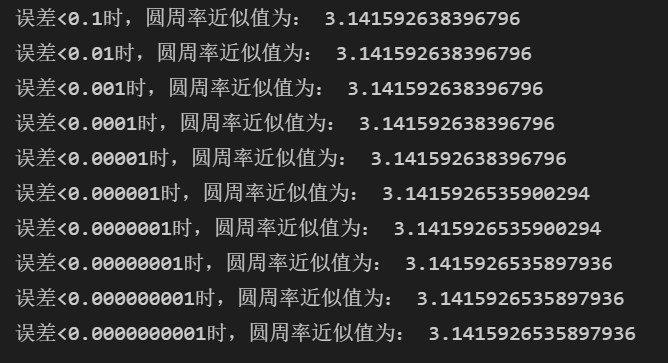 误差<0.1时，圆周率近似值为： 3.141592638396796
误差<0.01时，圆周率近似值为： 3.141592638396796
误差<0.001时，圆周率近似值为： 3.141592638396796
误差<0.0001时，圆周率近似值为： 3.141592638396796
误差<0.00001时，圆周率近似值为： 3.141592638396796
误差<0.000001时，圆周率近似值为： 3.1415926535900294
误差<0.0000001时，圆周率近似值为： 3.1415926535900294
误差<0.00000001时，圆周率近似值为： 3.1415926535897936
误差<0.000000001时，圆周率近似值为： 3.1415926535897936
误差<0.0000000001时，圆周率近似值为： 3.1415926535897936